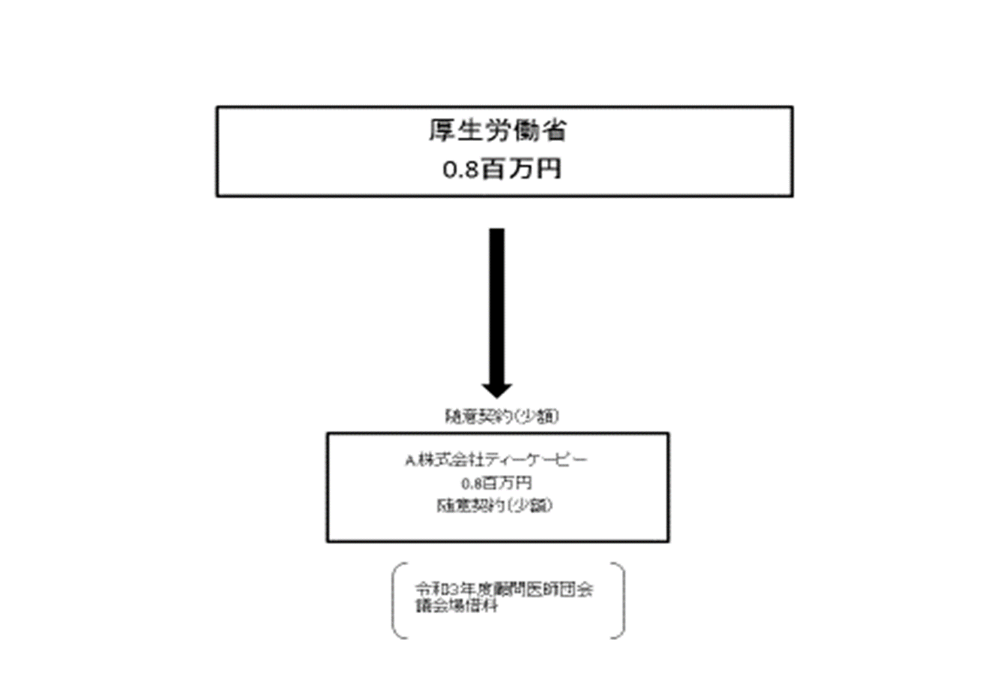 厚生労働省
0.8百万円
随意契約(少額)
A.株式会社ティーケーピー
0.8百万円
随意契約(少額)
令和3年度顧問医師団会
議会場借料